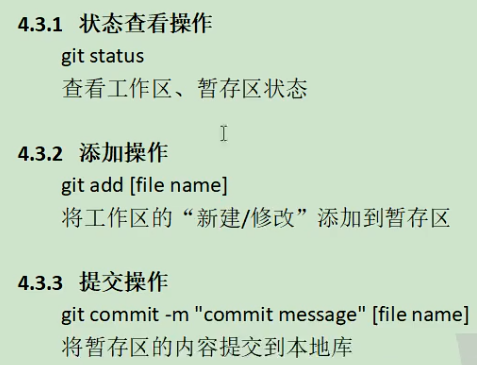 4.3.1 状态查看操作
git status
查看工作区、暂存区状态
4.3.2 添加操作
git add [file name]
将工作区的“新建/修改”添加到暂存区
4.3.3 提交操作
git commit -m "commit message" [file name]
将暂存区的内容提交到本地库